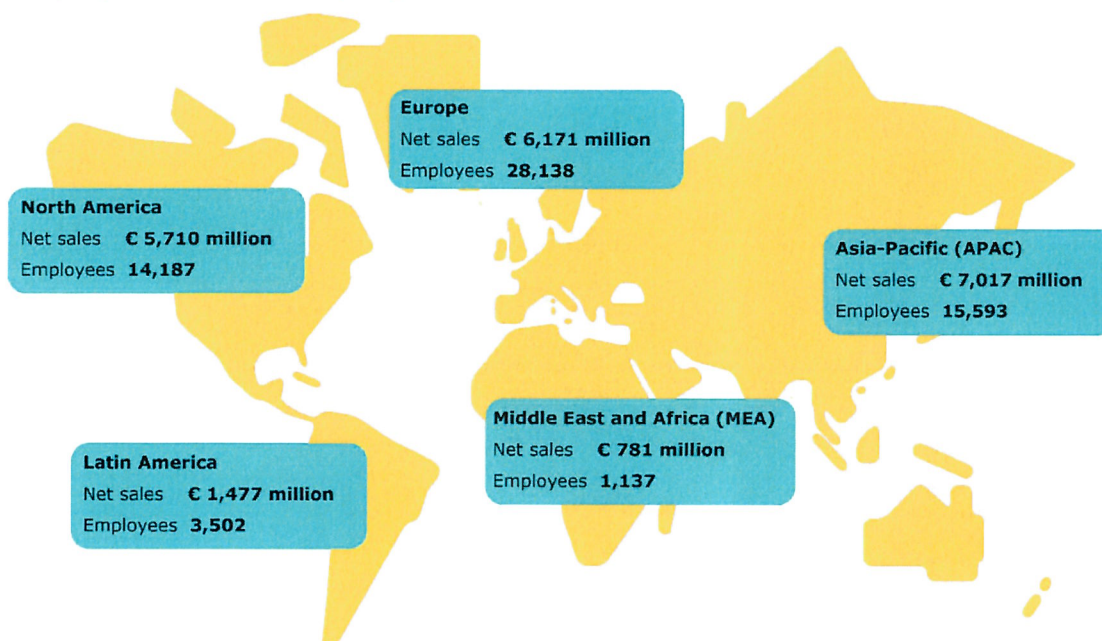 Europe
Net sales € 6,171 million
Employees 28,138
North America
Net sales € 5,710 million
Employees 14,187
Asia-Pacific (APAC)
Net sales € 7,017 million
Employees 15,593
Middle East and Africa (MEA)
Net sales € 781 million
Employees 1,137
Latin America
Net sales € 1,477 million
Employees 3,502